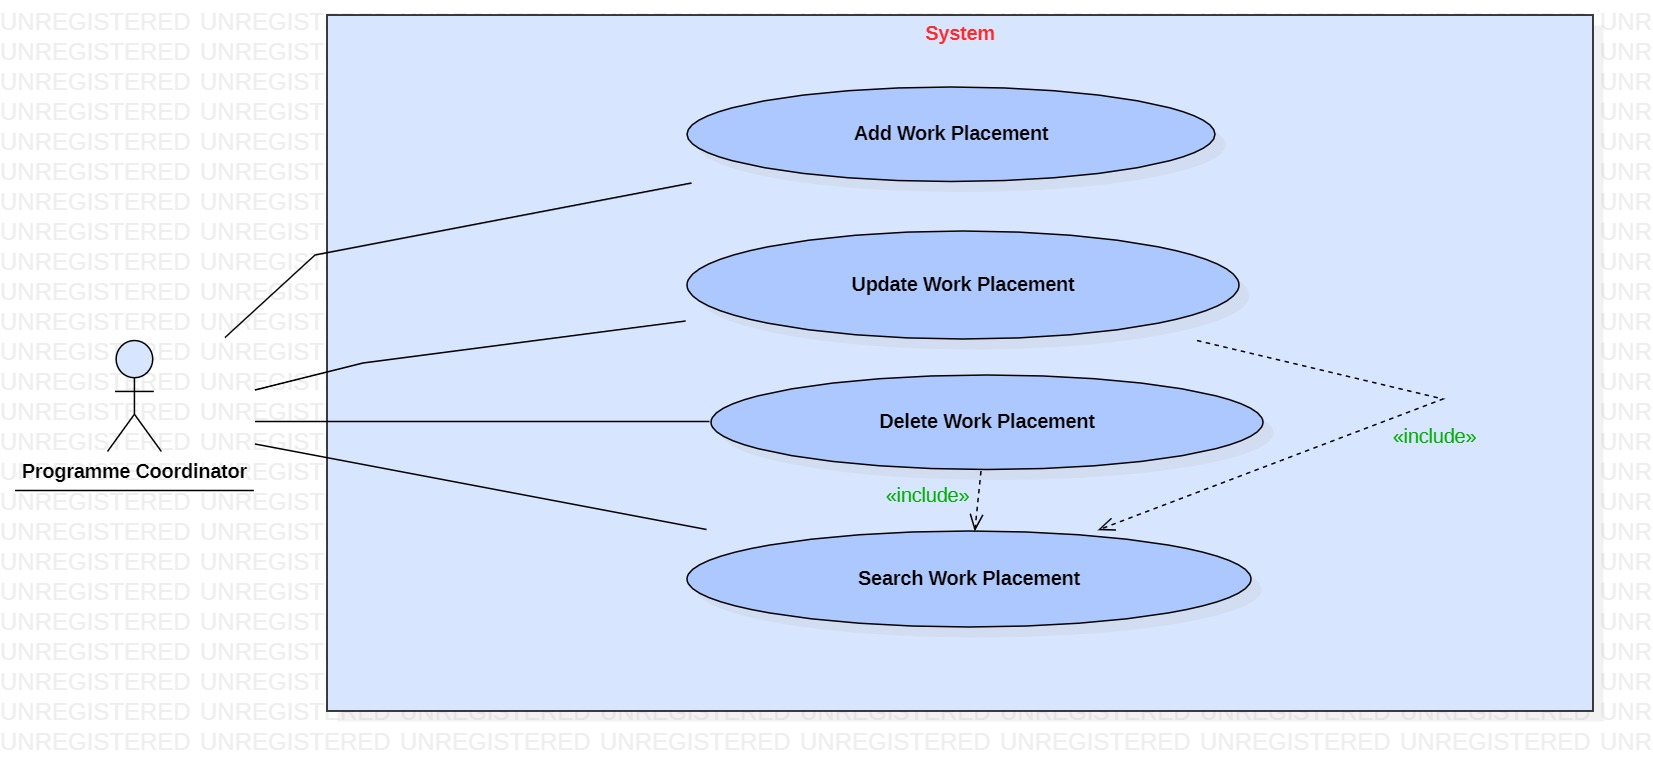 System
Add Work Placement
Update Work Placement
Delete Work Placement
«include»
«include»
Programme Coordinator
Search Work Placement
UNREGISTERED UNREGISTERED UNREGISTERED UNREGISTERED UNREGISTERED UNREGISTERED UNREGISTERED UNREGISTERED UNR